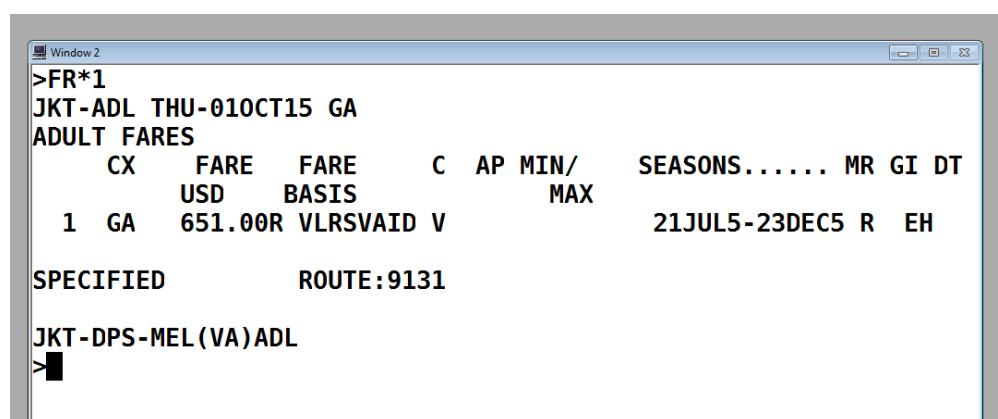 Window 2
>FR*1
JKT-ADL THU-01OCT15 GA
ADULT FARES
CX FARE FARE C AP MIN/ SEASONS...... MR GI DT
USD BASIS MAX
1 GA 651.00R VLRSVAID V 21JUL5-23DEC5 R EH
SPECIFIED ROUTE:9131
JKT-DPS-MEL(VA)ADL
>